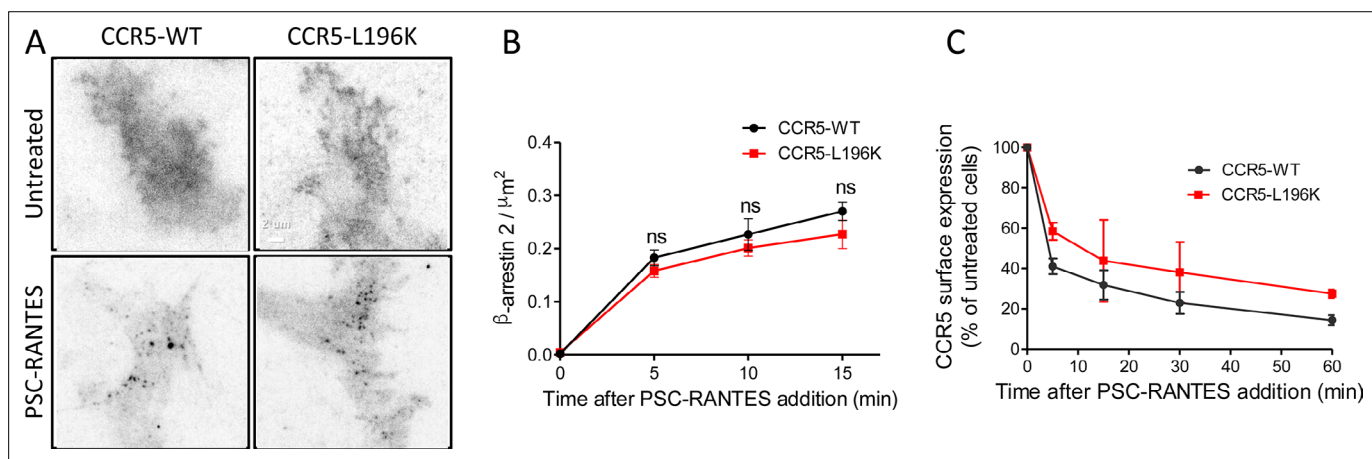 A
CCR5-WT
CCR5-L196K
Untreated
2 um
PSC-RANTES
B
CCR5-WT
CCR5-L196K
β-arrestin 2 / μm²
0.4
0.3
0.2
0.1
0.0
ns
ns
ns
0
5
10
15
Time after PSC-RANTES addition (min)
C
CCR5-WT
CCR5-L196K
CCR5 surface expression
(% of untreated cells)
100
80
60
40
20
0
0
10
20
30
40
50
60
Time after PSC-RANTES addition (min)